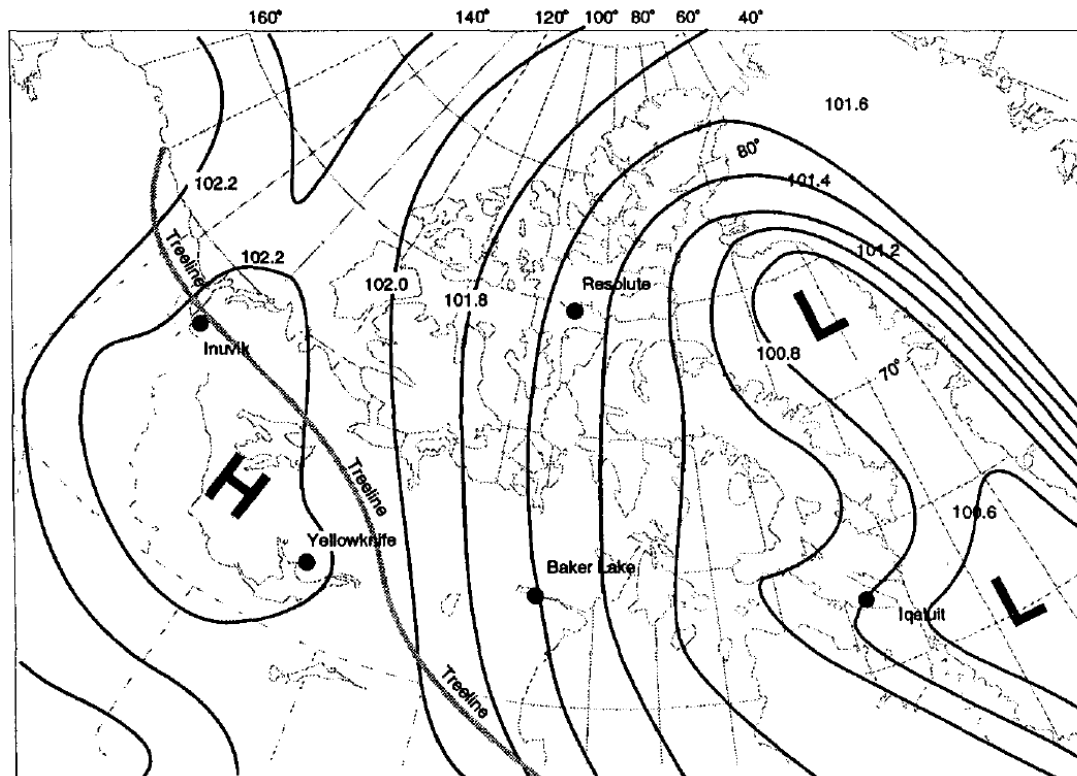 160° 140° 120° 100° 80° 60° 40°
101.6
80°
102.2
101.4
Treeline
101.2
102.2
102.0
Resolute
101.8
L
Inuvik
100.8
70°
Treeline
H
100.6
Yellowknife
Baker Lake
L
Iqaluit
Treeline